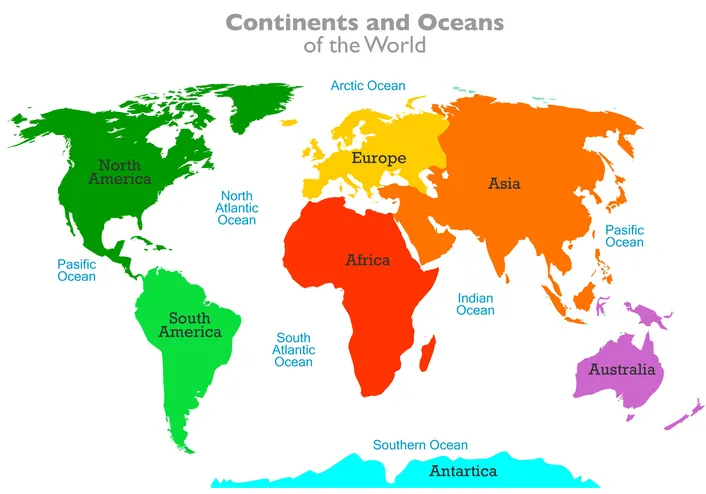 Continents and Oceans
of the World
Arctic Ocean
North
America
Europe
Asia
North
Atlantic
Ocean
Pasific
Ocean
Pasific
Ocean
Africa
Indian
Ocean
South
America
South
Atlantic
Ocean
Australia
Southern Ocean
Antartica